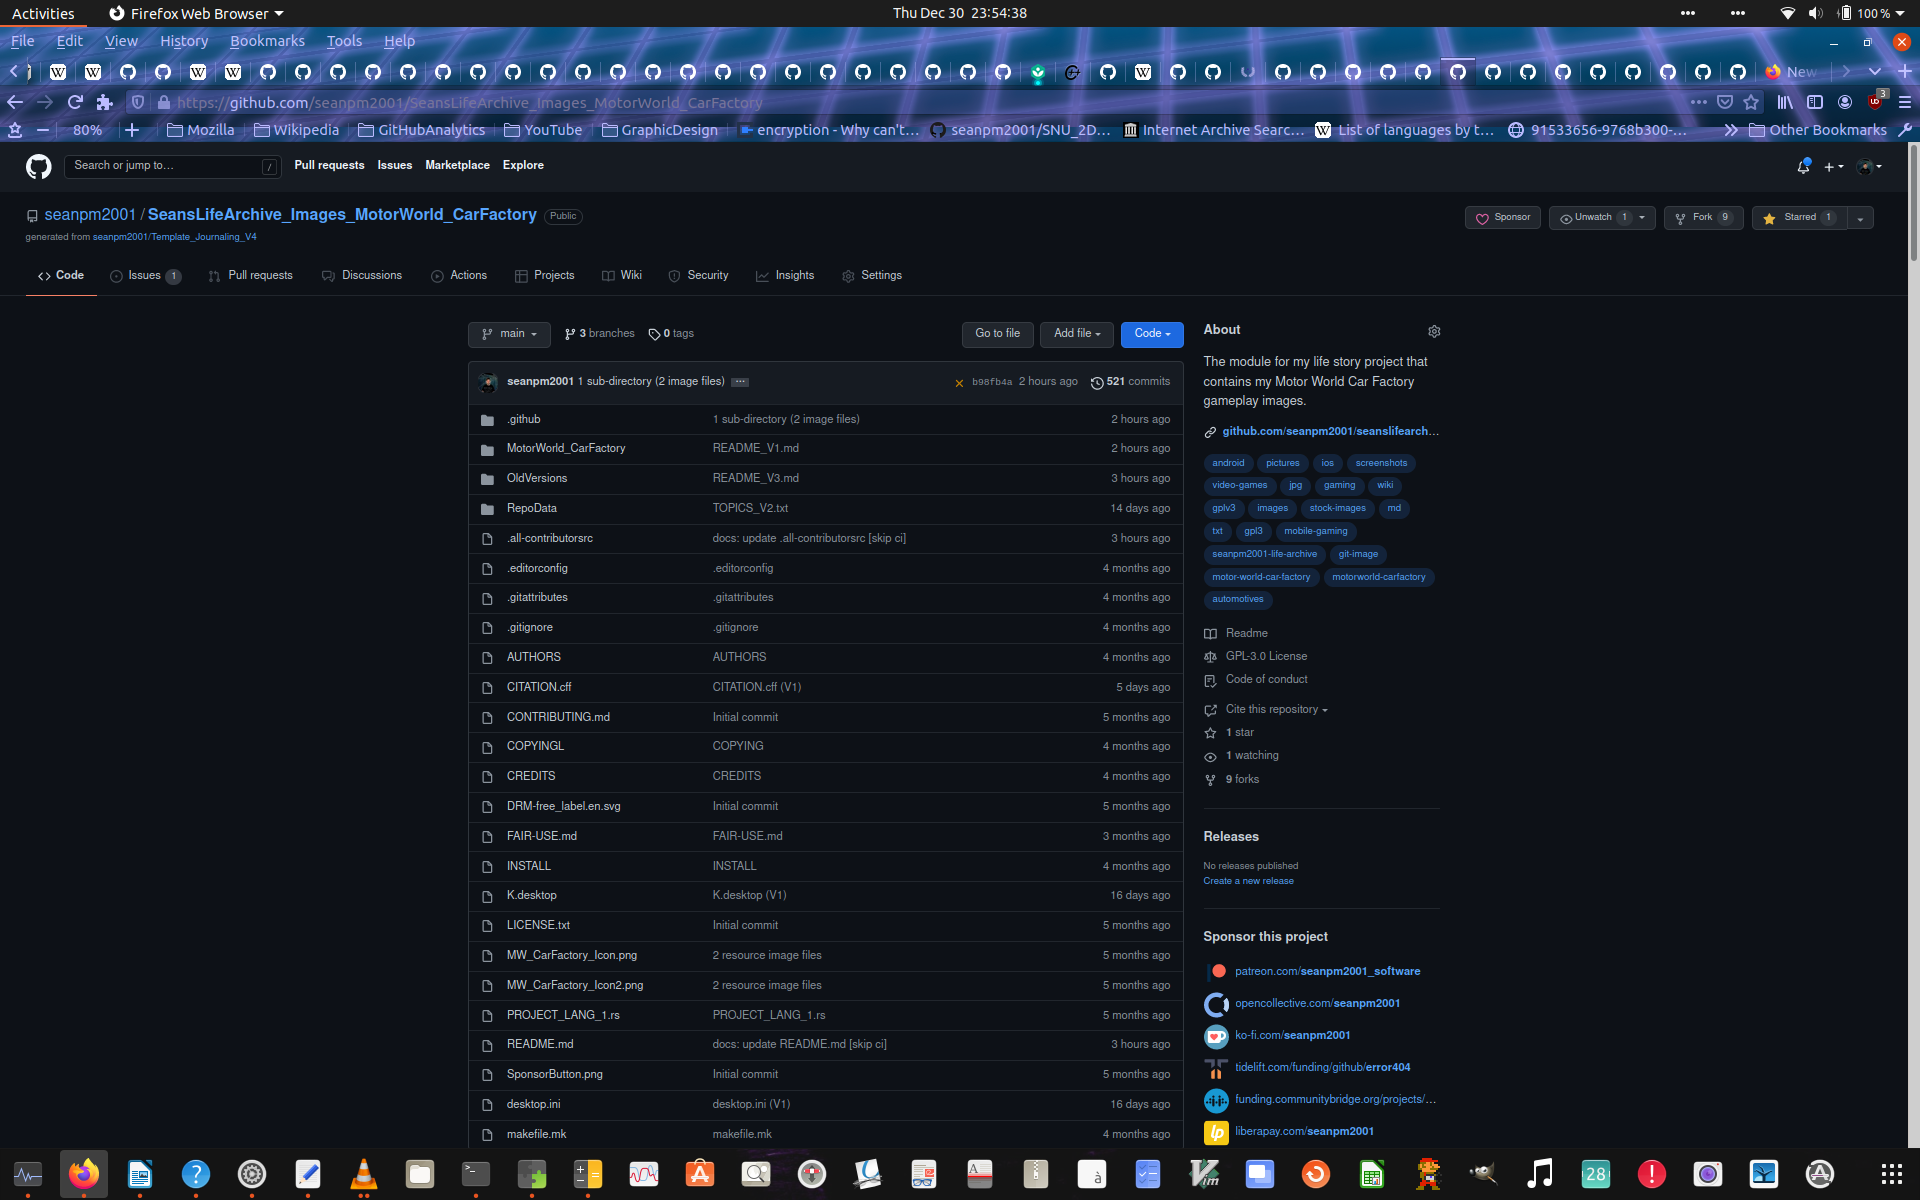 Activities Firefox Web Browser Thu Dec 30 23:54:38 100 %
File Edit View History Bookmarks Tools Help
New
https://github.com/seanpm2001/SeansLifeArchive_Images_MotorWorld_CarFactory 3
80% Mozilla Wikipedia GitHubAnalytics YouTube GraphicDesign encryption - Why can't... seanpm2001/SNU_2D... Internet Archive Searc... List of languages by t... 91533656-9768b300-... Other Bookmarks
Search or jump to... / Pull requests Issues Marketplace Explore
seanpm2001 / SeansLifeArchive_Images_MotorWorld_CarFactory Public
Sponsor Unwatch 1 Fork 9 Starred 1
generated from seanpm2001/Template_Journaling_V4
Code Issues 1 Pull requests Discussions Actions Projects Wiki Security Insights Settings
main 3 branches 0 tags Go to file Add file Code
seanpm2001 1 sub-directory (2 image files) ... b98fb4a 2 hours ago 521 commits
.github 1 sub-directory (2 image files) 2 hours ago
MotorWorld_CarFactory README_V1.md 2 hours ago
OldVersions README_V3.md 3 hours ago
RepoData TOPICS_V2.txt 14 days ago
.all-contributorsrc docs: update .all-contributorsrc [skip ci] 3 hours ago
.editorconfig .editorconfig 4 months ago
.gitattributes .gitattributes 4 months ago
.gitignore .gitignore 4 months ago
AUTHORS AUTHORS 4 months ago
CITATION.cff CITATION.cff (V1) 5 days ago
CONTRIBUTING.md Initial commit 5 months ago
COPYINGL COPYING 4 months ago
CREDITS CREDITS 4 months ago
DRM-free_label.en.svg Initial commit 5 months ago
FAIR-USE.md FAIR-USE.md 3 months ago
INSTALL INSTALL 4 months ago
K.desktop K.desktop (V1) 16 days ago
LICENSE.txt Initial commit 5 months ago
MW_CarFactory_Icon.png 2 resource image files 5 months ago
MW_CarFactory_Icon2.png 2 resource image files 5 months ago
PROJECT_LANG_1.rs PROJECT_LANG_1.rs 5 months ago
README.md docs: update README.md [skip ci] 3 hours ago
SponsorButton.png Initial commit 5 months ago
desktop.ini desktop.ini (V1) 16 days ago
makefile.mk makefile.mk 4 months ago
About
The module for my life story project that
contains my Motor World Car Factory
gameplay images.
github.com/seanpm2001/seanslifearch...
android pictures ios screenshots
video-games jpg gaming wiki
gplv3 images stock-images md
txt gpl3 mobile-gaming
seanpm2001-life-archive git-image
motor-world-car-factory motorworld-carfactory
automotives
Readme
GPL-3.0 License
Code of conduct
Cite this repository
1 star
1 watching
9 forks
Releases
No releases published
Create a new release
Sponsor this project
patreon.com/seanpm2001_software
opencollective.com/seanpm2001
ko-fi.com/seanpm2001
tidelift.com/funding/github/error404
funding.communitybridge.org/projects/...
lp liberapay.com/seanpm2001
28